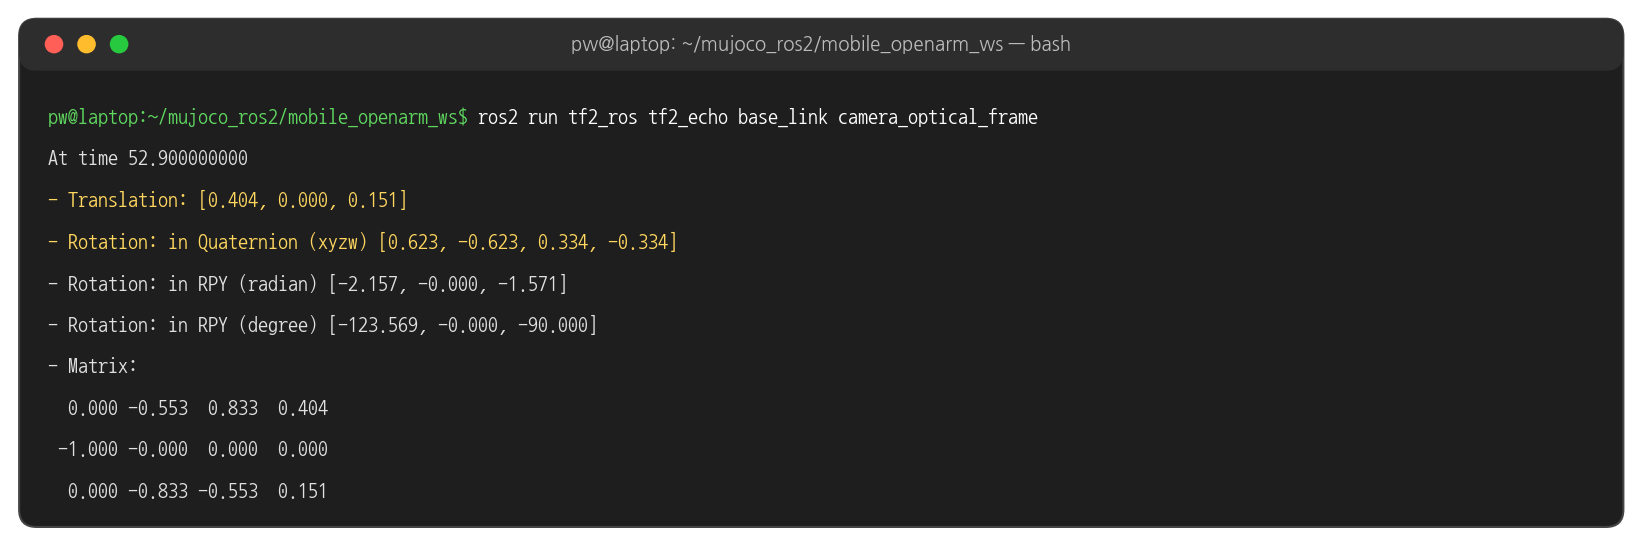 pw@laptop: ~/mujoco_ros2/mobile_openarm_ws — bash
pw@laptop:~/mujoco_ros2/mobile_openarm_ws$ ros2 run tf2_ros tf2_echo base_link camera_optical_frame
At time 52.900000000
- Translation: [0.404, 0.000, 0.151]
- Rotation: in Quaternion (xyzw) [0.623, -0.623, 0.334, -0.334]
- Rotation: in RPY (radian) [-2.157, -0.000, -1.571]
- Rotation: in RPY (degree) [-123.569, -0.000, -90.000]
- Matrix:
  0.000 -0.553  0.833  0.404
 -1.000 -0.000  0.000  0.000
  0.000 -0.833 -0.553  0.151